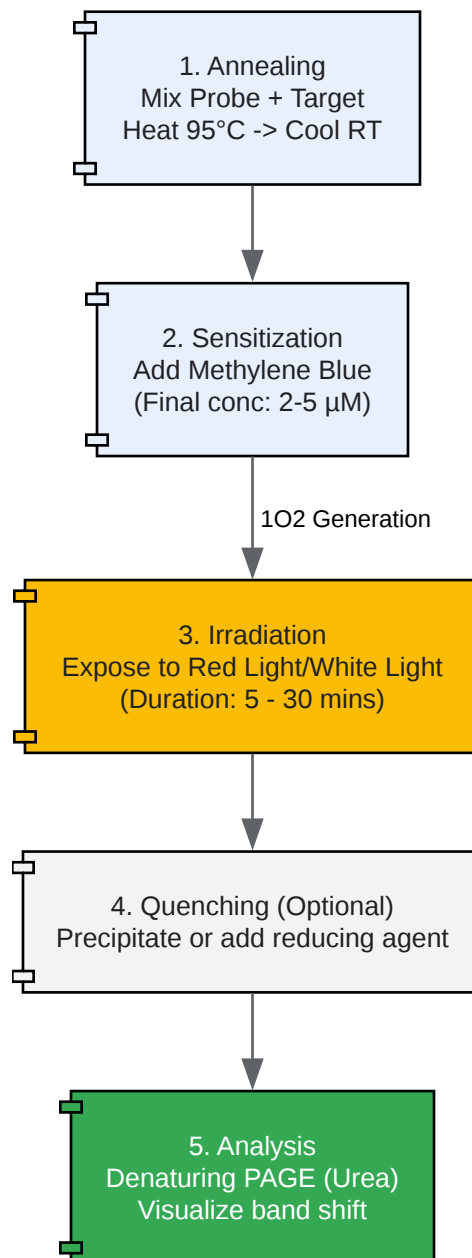 1. Annealing
Mix Probe + Target
Heat 95°C -> Cool RT
2. Sensitization
Add Methylene Blue
(Final conc: 2-5 µM)
1O2 Generation
3. Irradiation
Expose to Red Light/White Light
(Duration: 5 - 30 mins)
4. Quenching (Optional)
Precipitate or add reducing agent
5. Analysis
Denaturing PAGE (Urea)
Visualize band shift